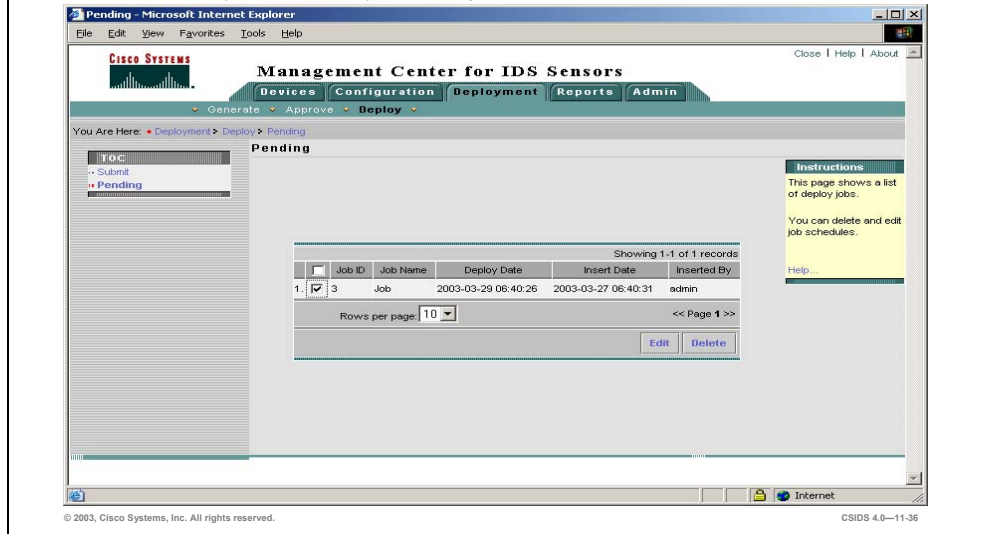 Pending - Microsoft Internet Explorer
File Edit View Favorites Tools Help
Close | Help | About
CISCO SYSTEMS
Management Center for IDS Sensors
Devices Configuration Deployment Reports Admin
Generate Approve Deploy
You Are Here: Deployment > Deploy > Pending
TOC
Submit
Pending
Pending
Instructions
This page shows a list
of deploy jobs.
You can delete and edit
job schedules.
Help...
Showing 1-1 of 1 records
Job ID Job Name Deploy Date Insert Date Inserted By
1. 3 Job 2003-03-29 06:40:26 2003-03-27 06:40:31 admin
Rows per page: 10 << Page 1 >>
Edit Delete
Internet
© 2003, Cisco Systems, Inc. All rights reserved. CSIDS 4.0—11-36